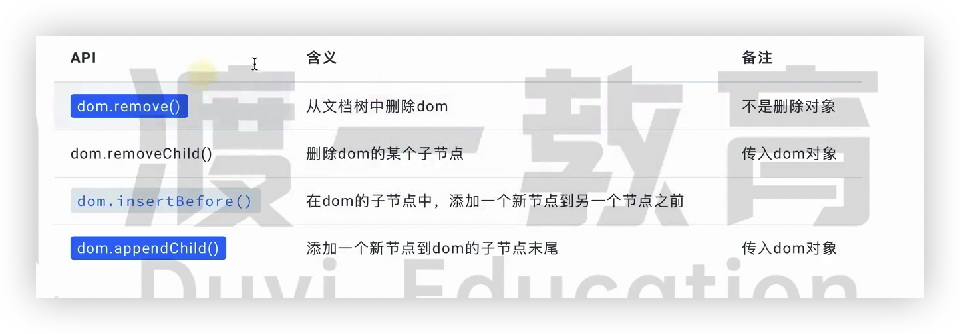 API 含义 备注
dom.remove() 从文档树中删除dom 不是删除对象
dom.removeChild() 删除dom的某个子节点 传入dom对象
dom.insertBefore() 在dom的子节点中，添加一个新节点到另一个节点之前
dom.appendChild() 添加一个新节点到dom的子节点末尾 传入dom对象
渡一教育
Duyi Education